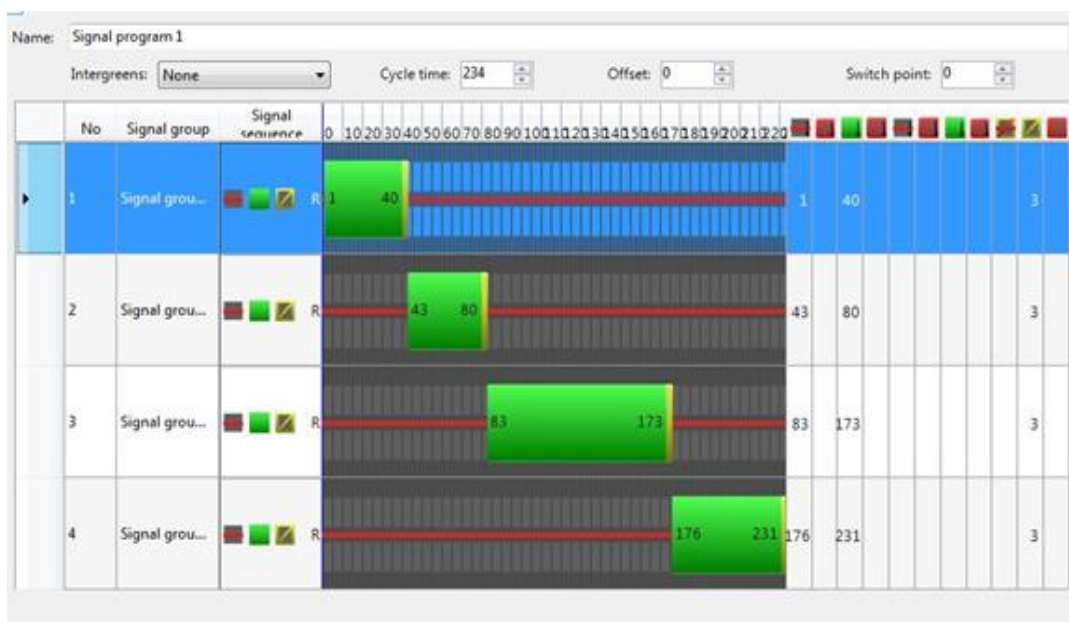 Name: Signal program 1
Intergreens: None Cycle time: 234 Offset: 0 Switch point: 0
No Signal group Signal sequence 0 10 20 30 40 50 60 70 80 90 100 110 120 130 140 150 160 170 180 190 200 210 220
1 Signal grou... R 1 40 1 40 3
2 Signal grou... R 43 80 43 80 3
3 Signal grou... R 83 173 83 173 3
4 Signal grou... R 176 231 176 231 3